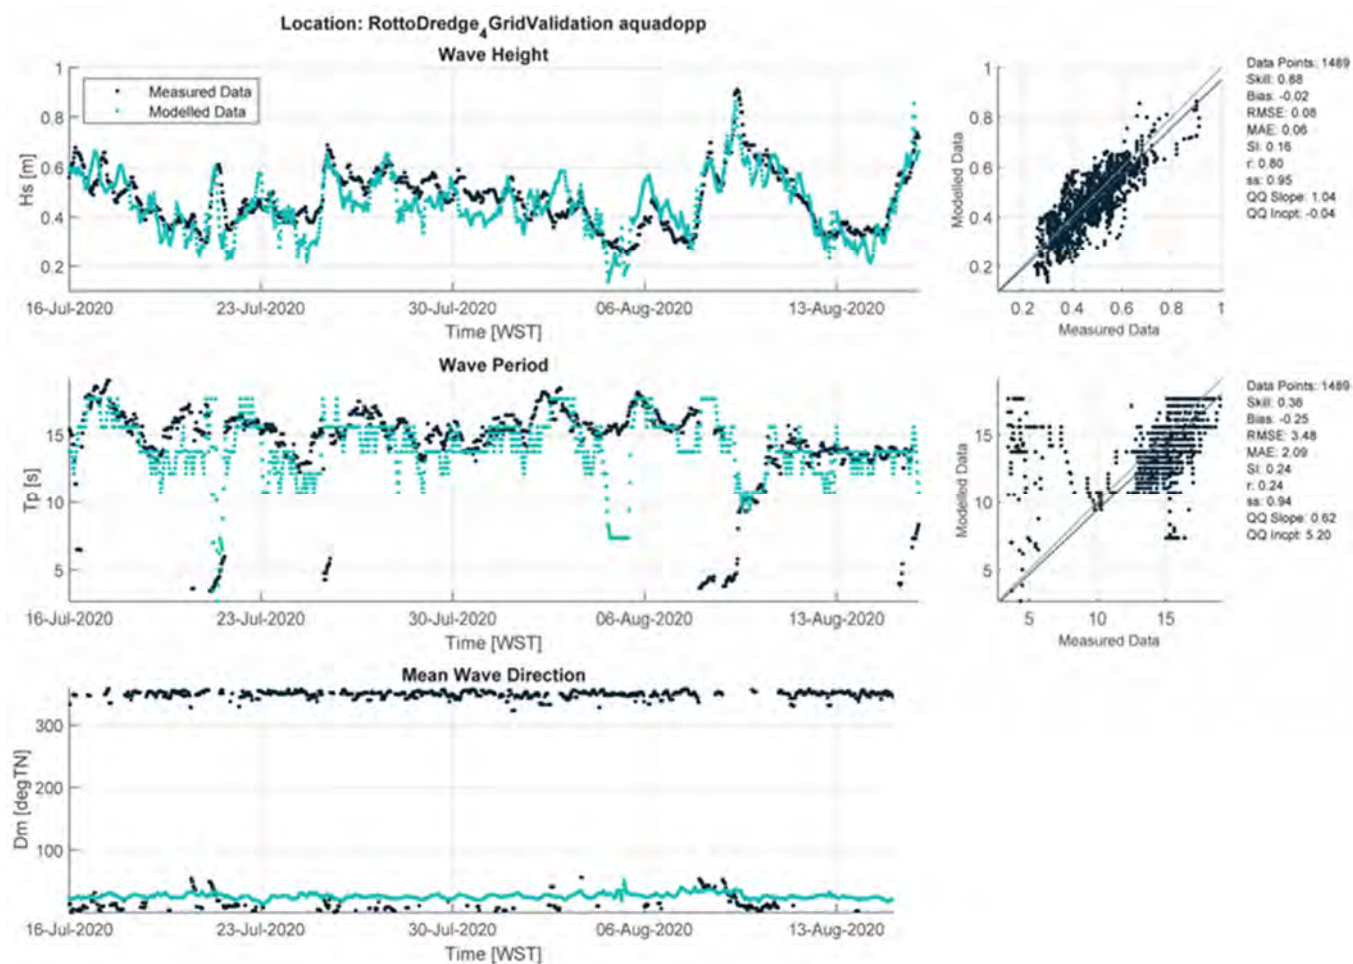 Location: RottoDredge4GridValidation aquadopp
Wave Height
Measured Data
Modelled Data
Hs [m]
1
0.8
0.6
0.4
0.2
16-Jul-2020 23-Jul-2020 30-Jul-2020 06-Aug-2020 13-Aug-2020
Time [WST]
Modelled Data
1
0.8
0.6
0.4
0.2
0.2 0.4 0.6 0.8 1
Measured Data
Data Points: 1489
Skill: 0.88
Bias: -0.02
RMSE: 0.08
MAE: 0.06
SI: 0.16
r: 0.80
ss: 0.95
QQ Slope: 1.04
QQ Incpt: -0.04
Wave Period
Tp [s]
15
10
5
16-Jul-2020 23-Jul-2020 30-Jul-2020 06-Aug-2020 13-Aug-2020
Time [WST]
Modelled Data
15
10
5
5 10 15
Measured Data
Data Points: 1489
Skill: 0.36
Bias: -0.25
RMSE: 3.48
MAE: 2.09
SI: 0.24
r: 0.24
ss: 0.94
QQ Slope: 0.62
QQ Incpt: 5.20
Mean Wave Direction
Dm [degTN]
300
200
100
16-Jul-2020 23-Jul-2020 30-Jul-2020 06-Aug-2020 13-Aug-2020
Time [WST]